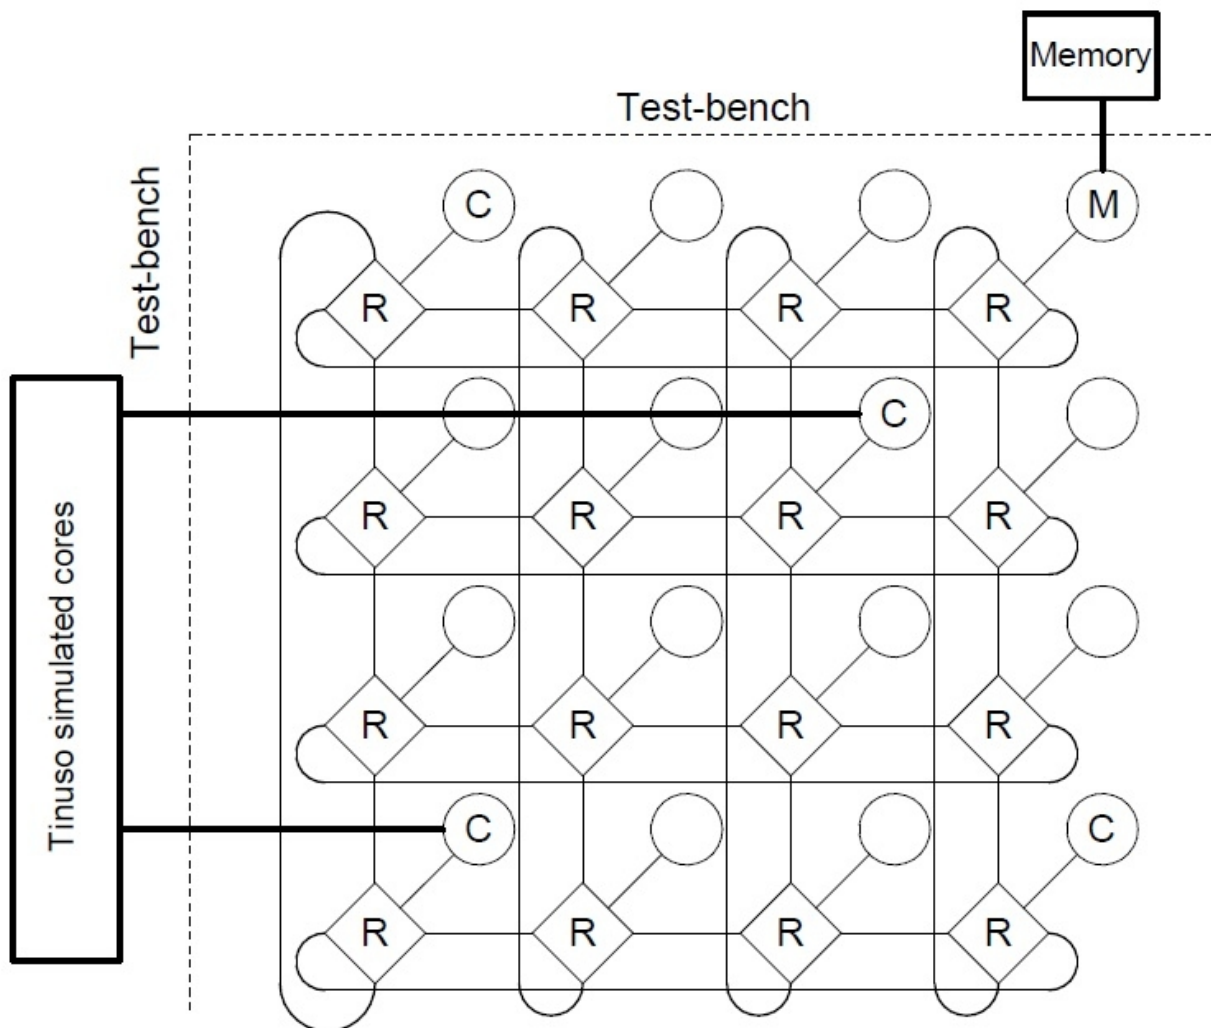 Memory
Test-bench
Test-bench
C
M
R R R R
C
R R R R
Tinuso simulated cores
R R R R
C C
R R R R